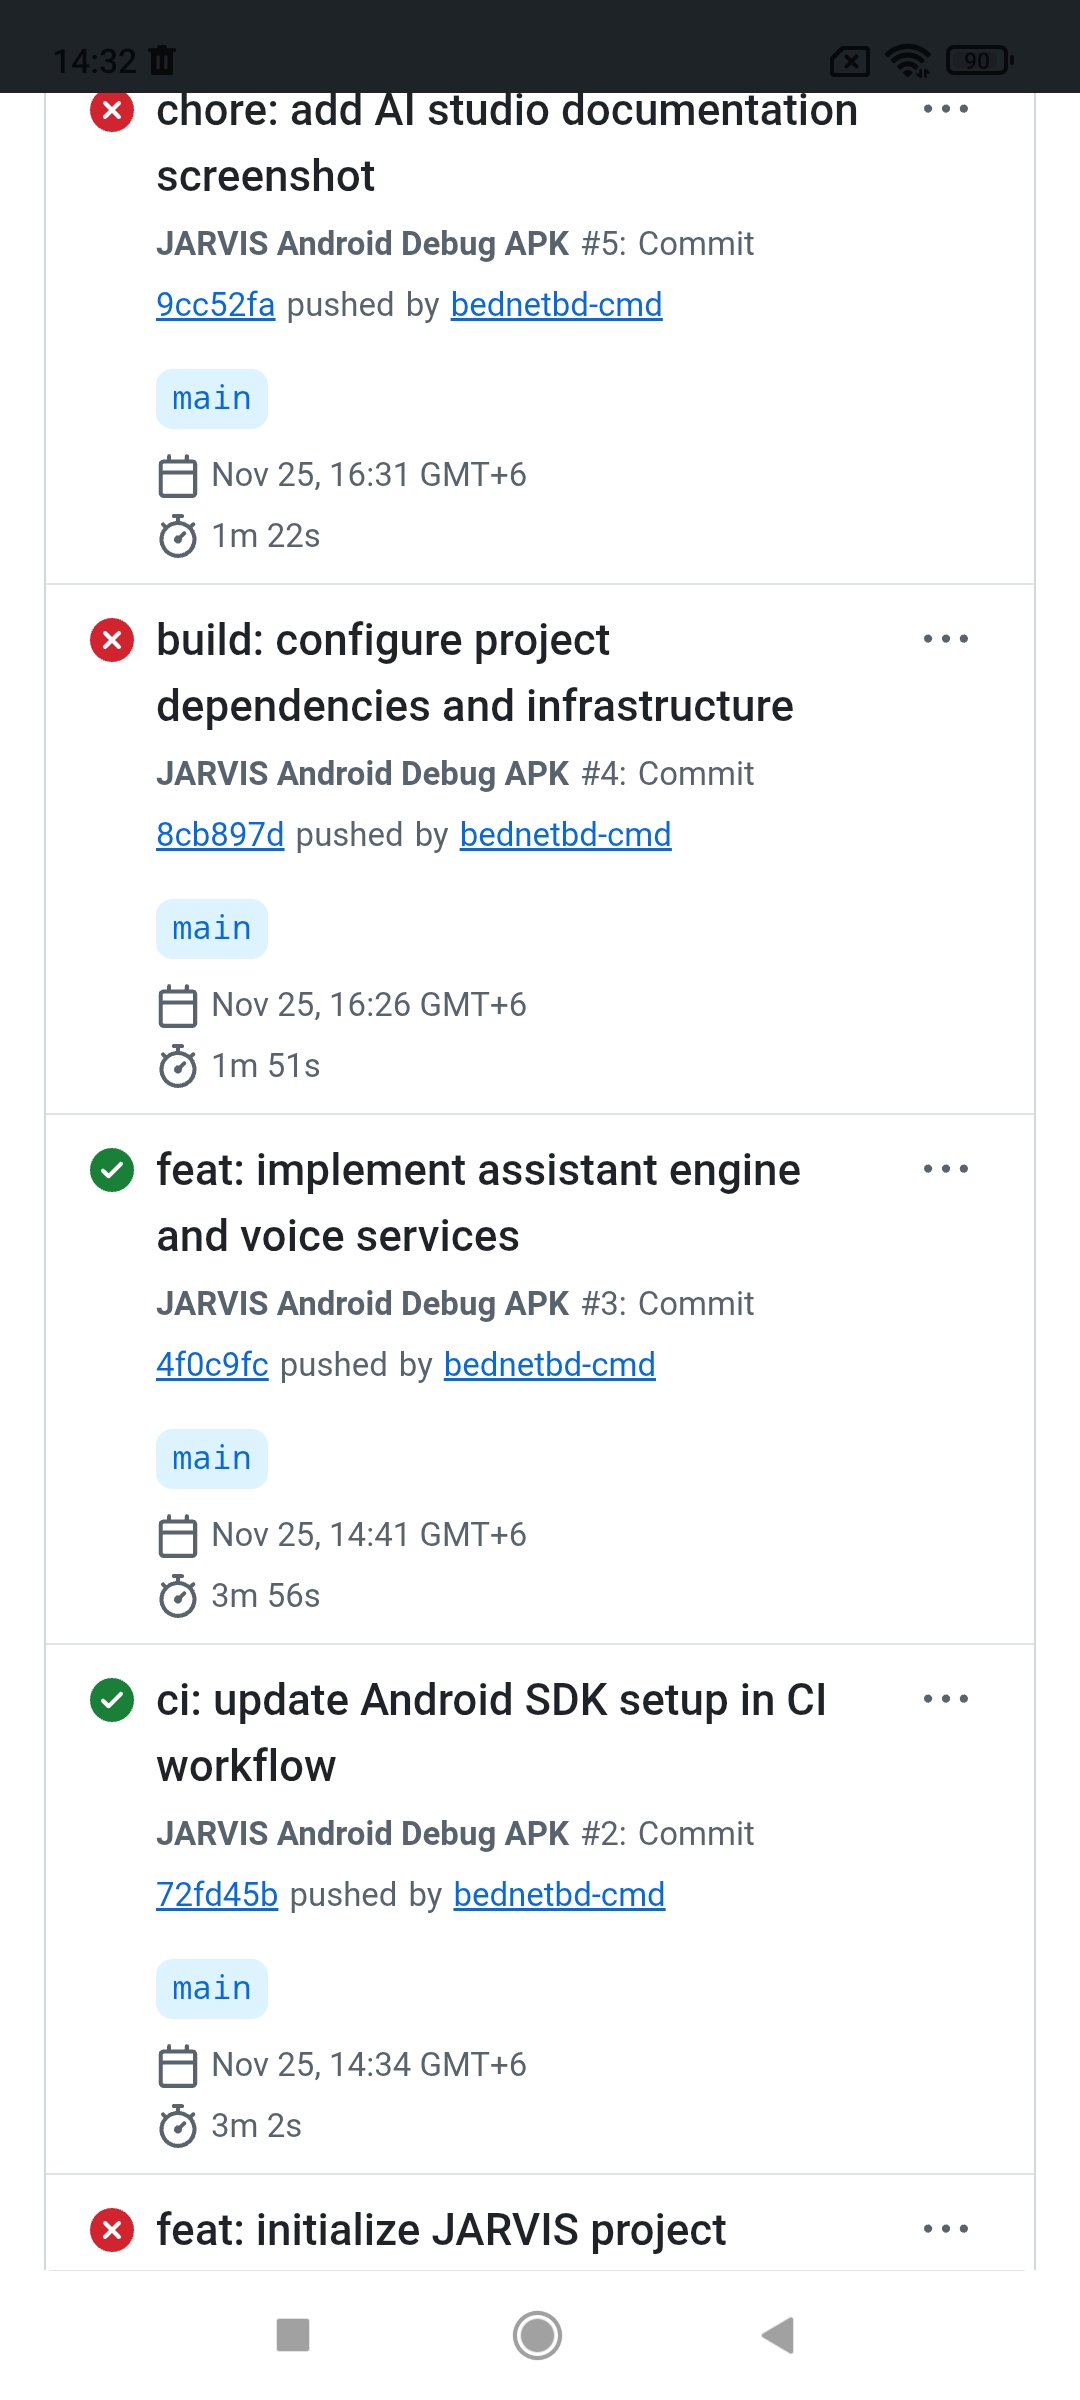 14:32
90
chore: add AI studio documentation
screenshot
JARVIS Android Debug APK #5: Commit
9cc52fa pushed by bednetbd-cmd
main
Nov 25, 16:31 GMT+6
1m 22s
build: configure project
dependencies and infrastructure
JARVIS Android Debug APK #4: Commit
8cb897d pushed by bednetbd-cmd
main
Nov 25, 16:26 GMT+6
1m 51s
feat: implement assistant engine
and voice services
JARVIS Android Debug APK #3: Commit
4f0c9fc pushed by bednetbd-cmd
main
Nov 25, 14:41 GMT+6
3m 56s
ci: update Android SDK setup in CI
workflow
JARVIS Android Debug APK #2: Commit
72fd45b pushed by bednetbd-cmd
main
Nov 25, 14:34 GMT+6
3m 2s
feat: initialize JARVIS project